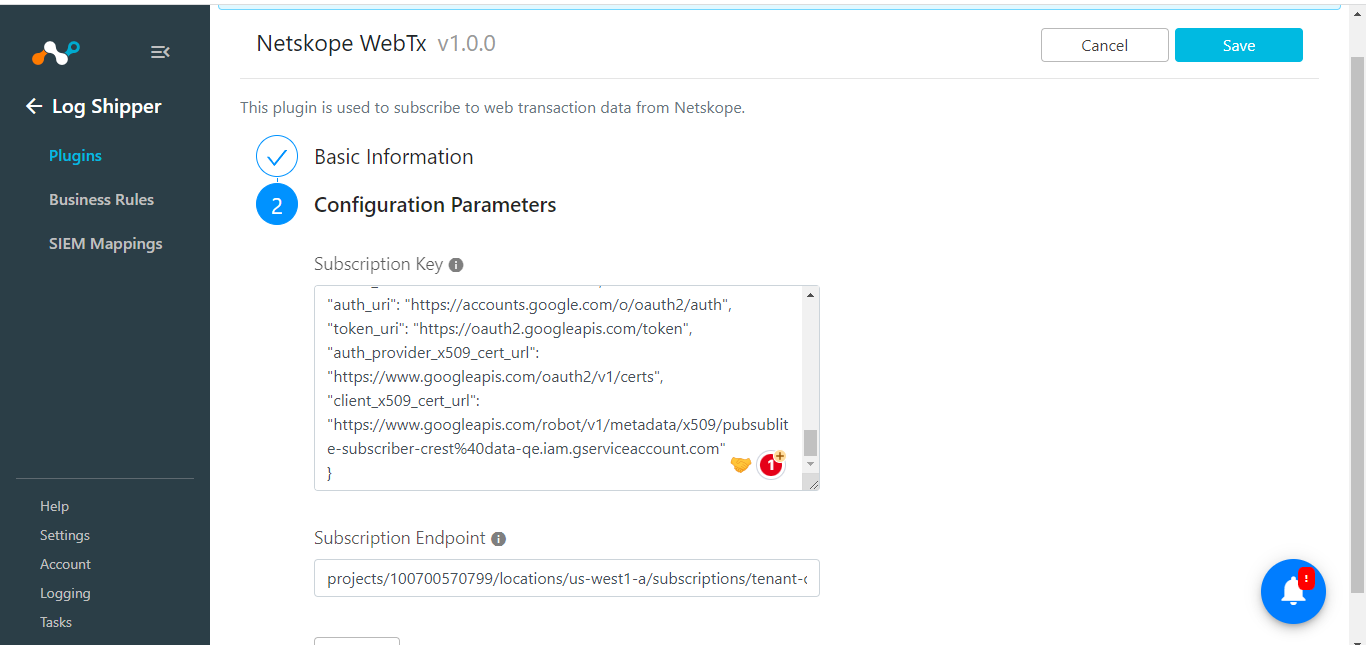 Netskope WebTx v1.0.0
Cancel
Save
Log Shipper
Plugins
Business Rules
SIEM Mappings
Help
Settings
Account
Logging
Tasks
This plugin is used to subscribe to web transaction data from Netskope.
Basic Information
2 Configuration Parameters
Subscription Key
"auth_uri": "https://accounts.google.com/o/oauth2/auth",
"token_uri": "https://oauth2.googleapis.com/token",
"auth_provider_x509_cert_url":
"https://www.googleapis.com/oauth2/v1/certs",
"client_x509_cert_url":
"https://www.googleapis.com/robot/v1/metadata/x509/pubsublit
e-subscriber-crest%40data-qe.iam.gserviceaccount.com"
}
1
Subscription Endpoint
projects/100700570799/locations/us-west1-a/subscriptions/tenant-